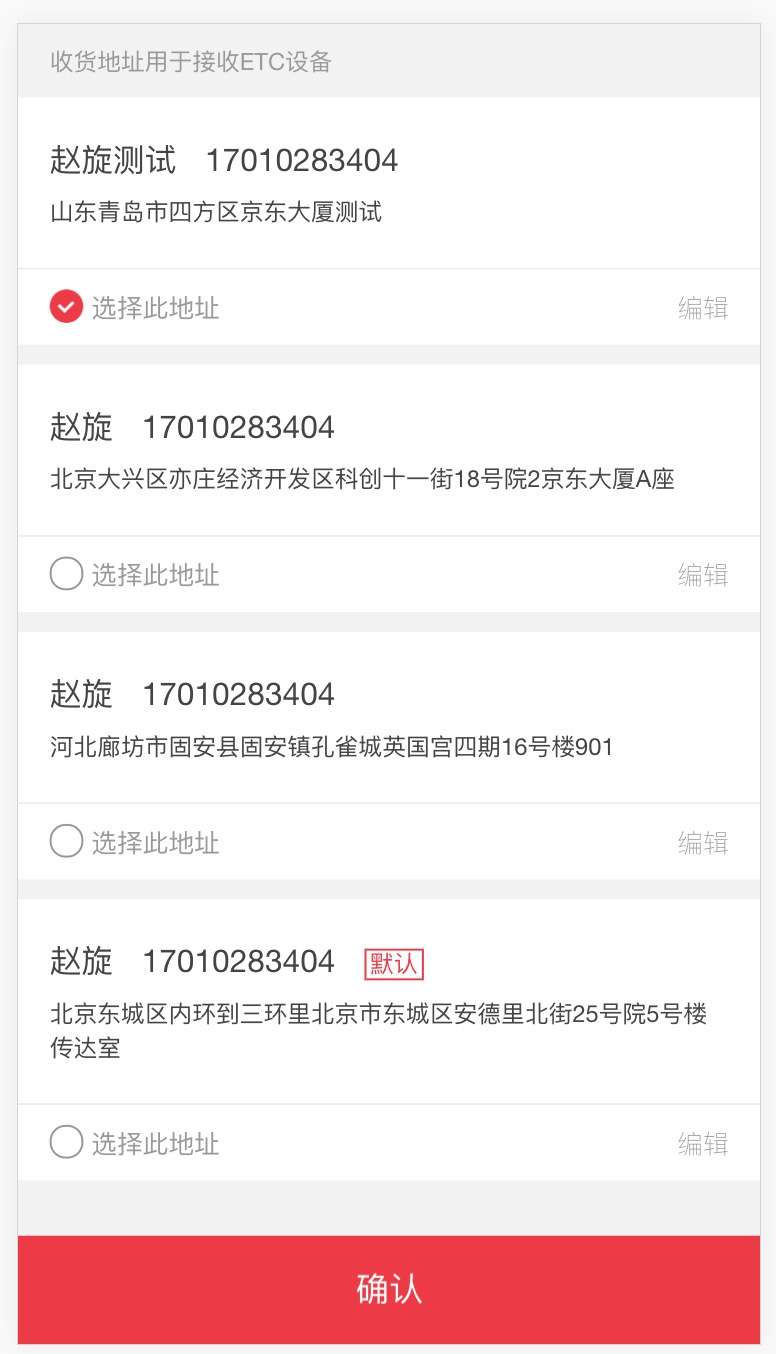 收货地址用于接收ETC设备
赵旋测试 17010283404
山东青岛市四方区京东大厦测试
选择此地址 编辑
赵旋 17010283404
北京大兴区亦庄经济开发区科创十一街18号院2京东大厦A座
选择此地址 编辑
赵旋 17010283404
河北廊坊市固安县固安镇孔雀城英国宫四期16号楼901
选择此地址 编辑
赵旋 17010283404 默认
北京东城区内环到三环里北京市东城区安德里北街25号院5号楼
传达室
选择此地址 编辑
确认